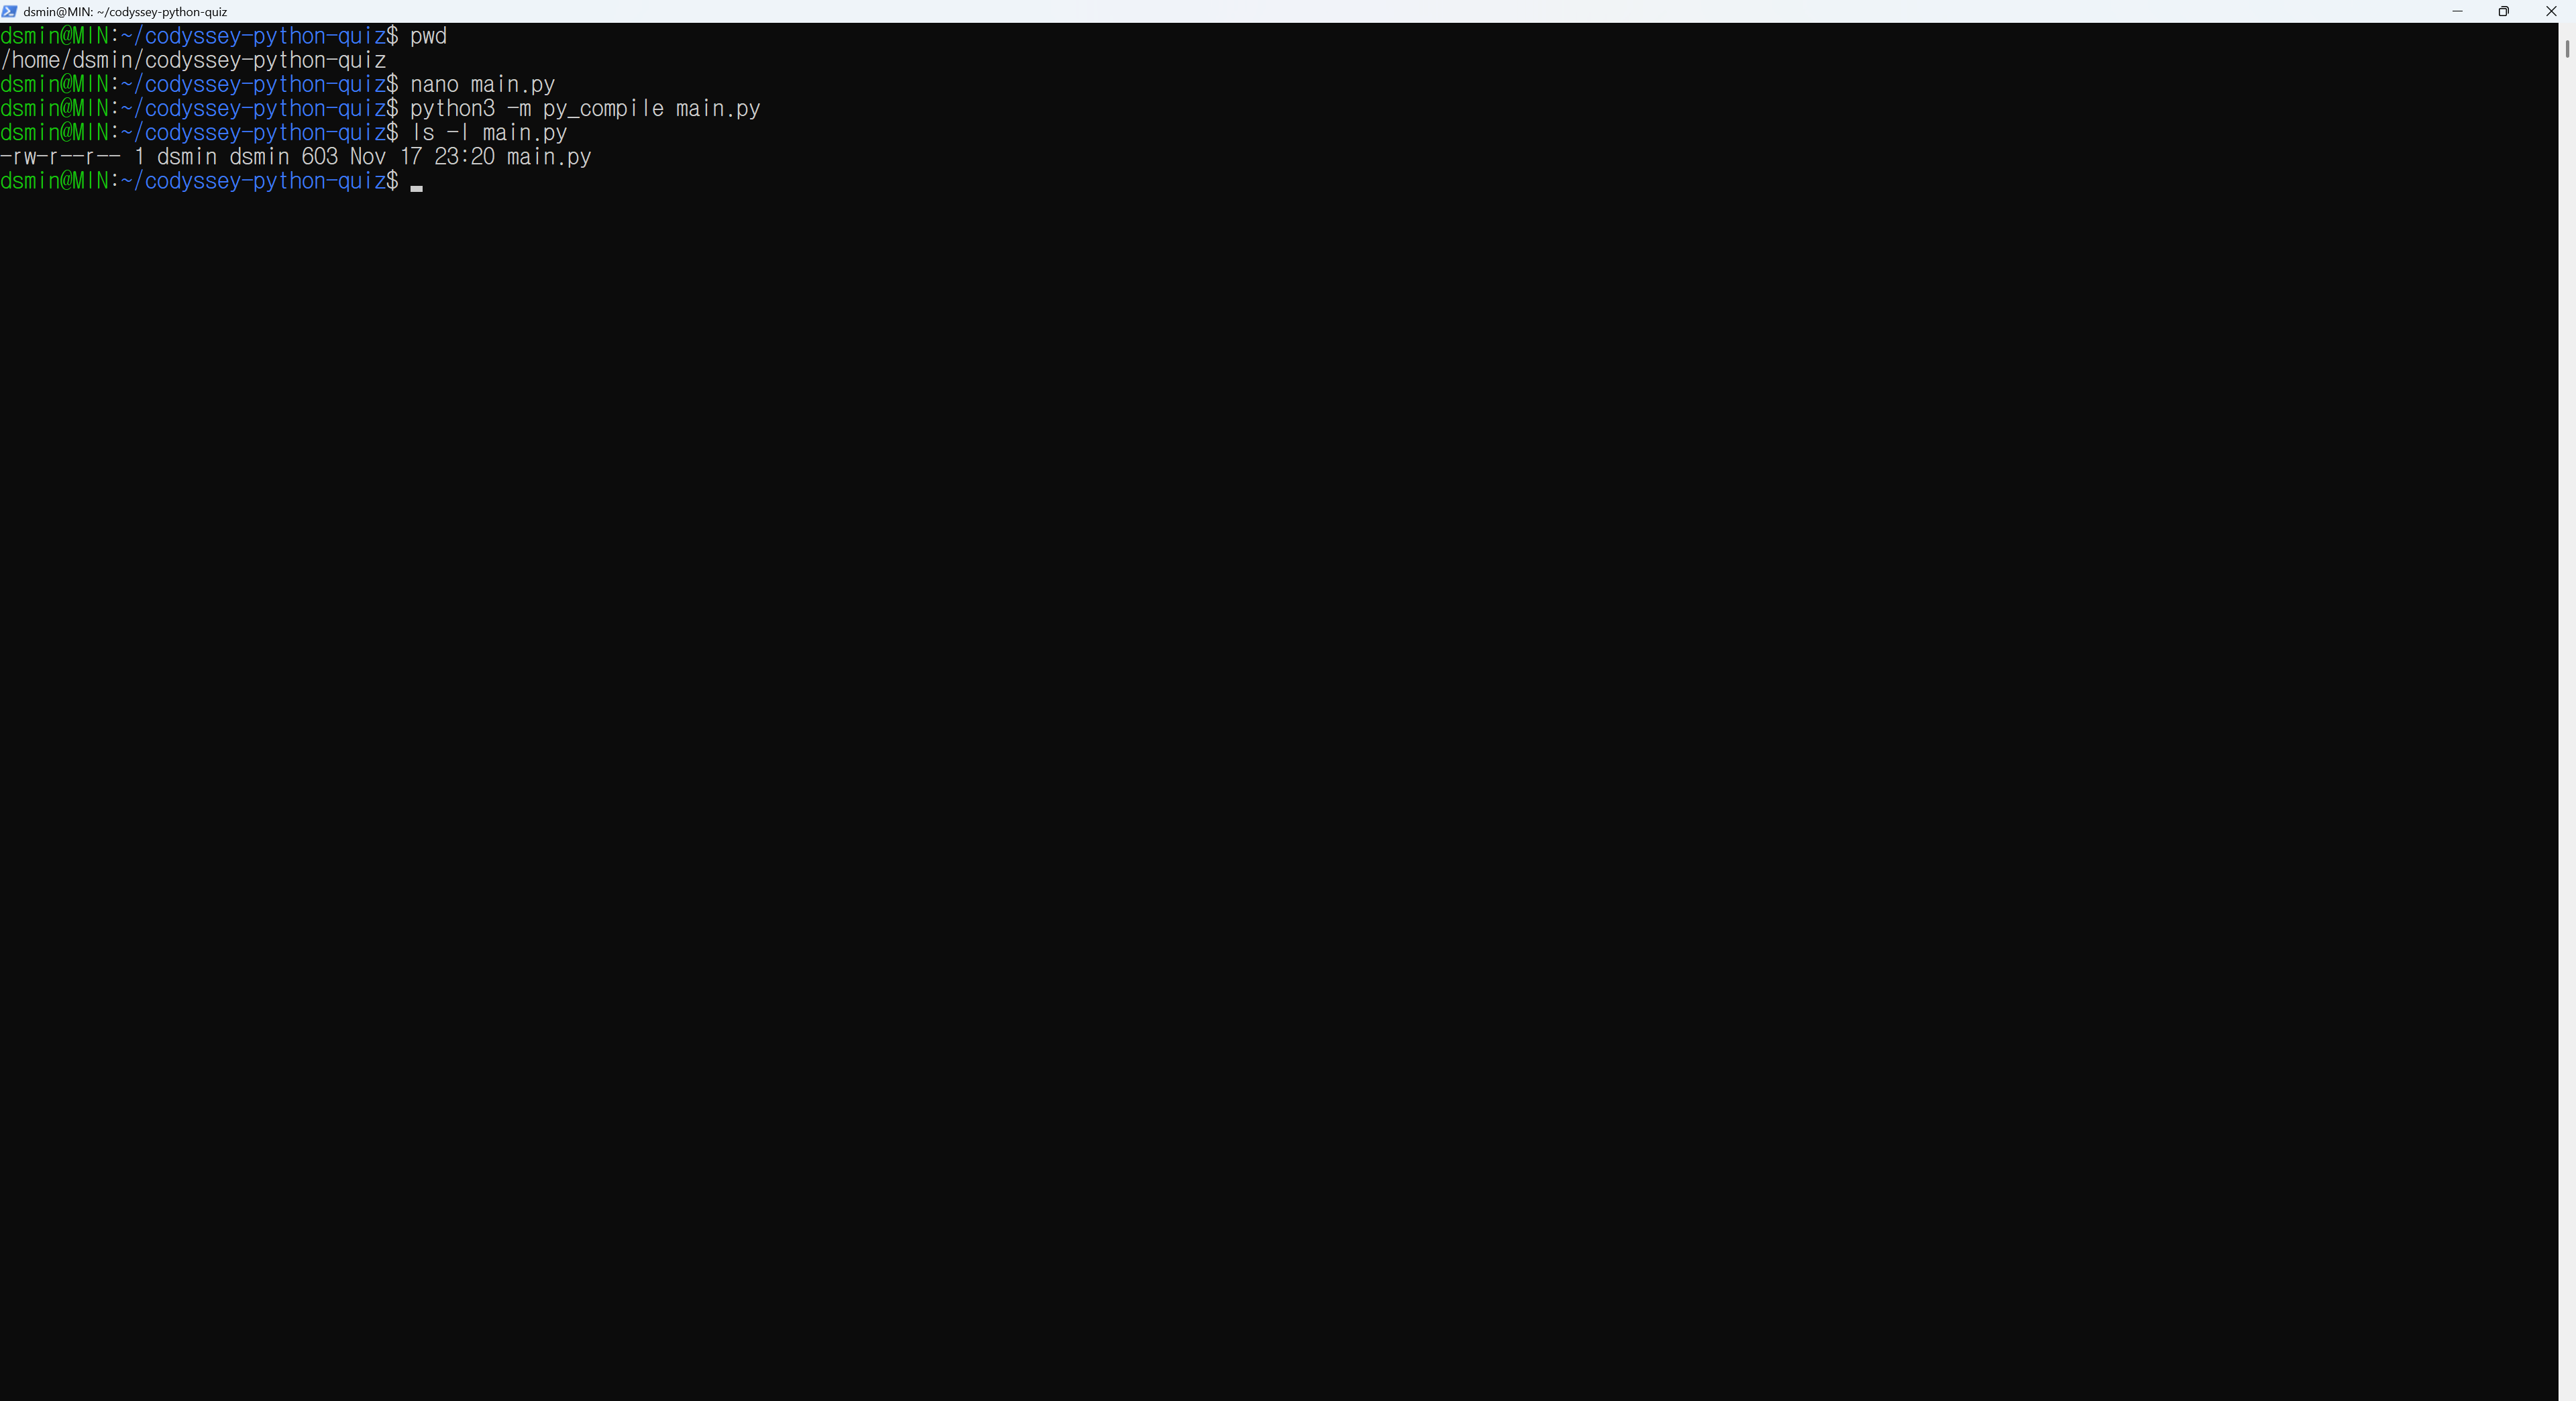 dsmin@MIN: ~/codyssey-python-quiz
dsmin@MIN:~/codyssey-python-quiz$ pwd
/home/dsmin/codyssey-python-quiz
dsmin@MIN:~/codyssey-python-quiz$ nano main.py
dsmin@MIN:~/codyssey-python-quiz$ python3 -m py_compile main.py
dsmin@MIN:~/codyssey-python-quiz$ ls -l main.py
-rw-r--r-- 1 dsmin dsmin 603 Nov 17 23:20 main.py
dsmin@MIN:~/codyssey-python-quiz$